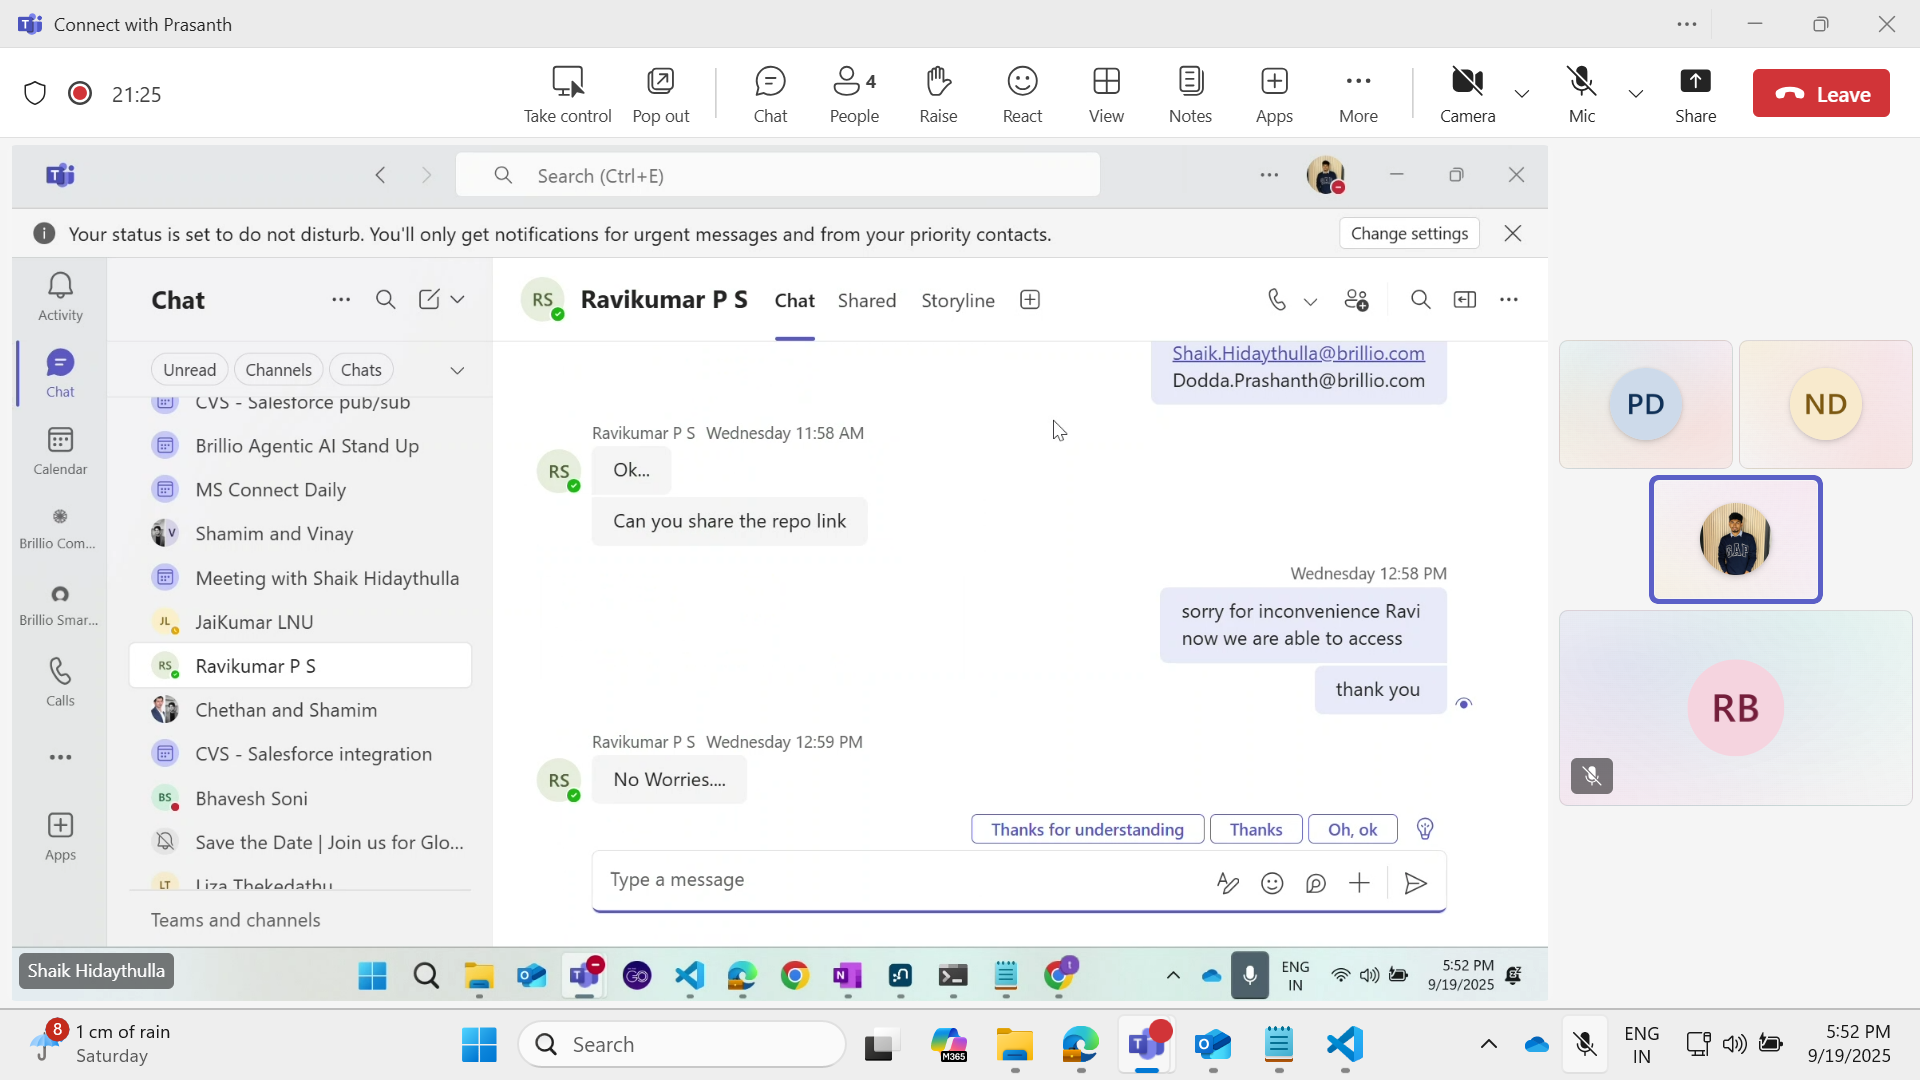 Connect with Prasanth
21:25
Take control
Pop out
Chat
4
People
Raise
React
View
Notes
Apps
More
Camera
Mic
Share
Leave
Search (Ctrl+E)
Your status is set to do not disturb. You'll only get notifications for urgent messages and from your priority contacts.
Change settings
Activity
Chat
Calendar
Brillio Com...
Brillio Smar...
Calls
Apps
Chat
Unread
Channels
Chats
CVS - Salesforce pub/sub
Brillio Agentic AI Stand Up
MS Connect Daily
V
Shamim and Vinay
Meeting with Shaik Hidaythulla
JL
JaiKumar LNU
RS
Ravikumar P S
Chethan and Shamim
CVS - Salesforce integration
BS
Bhavesh Soni
Save the Date | Join us for Glo...
LT
Liza Thekedathu
Teams and channels
RS
Ravikumar P S
Chat
Shared
Storyline
Shaik.Hidaythulla@brillio.com
Dodda.Prashanth@brillio.com
Ravikumar P S Wednesday 11:58 AM
RS
Ok...
Can you share the repo link
Wednesday 12:58 PM
sorry for inconvenience Ravi
now we are able to access
thank you
Ravikumar P S Wednesday 12:59 PM
RS
No Worries....
Thanks for understanding
Thanks
Oh, ok
Type a message
PD
ND
GAP
RB
Shaik Hidaythulla
GO
N
t
ENG
IN
5:52 PM
9/19/2025
8
1 cm of rain
Saturday
Search
M365
ENG
IN
5:52 PM
9/19/2025